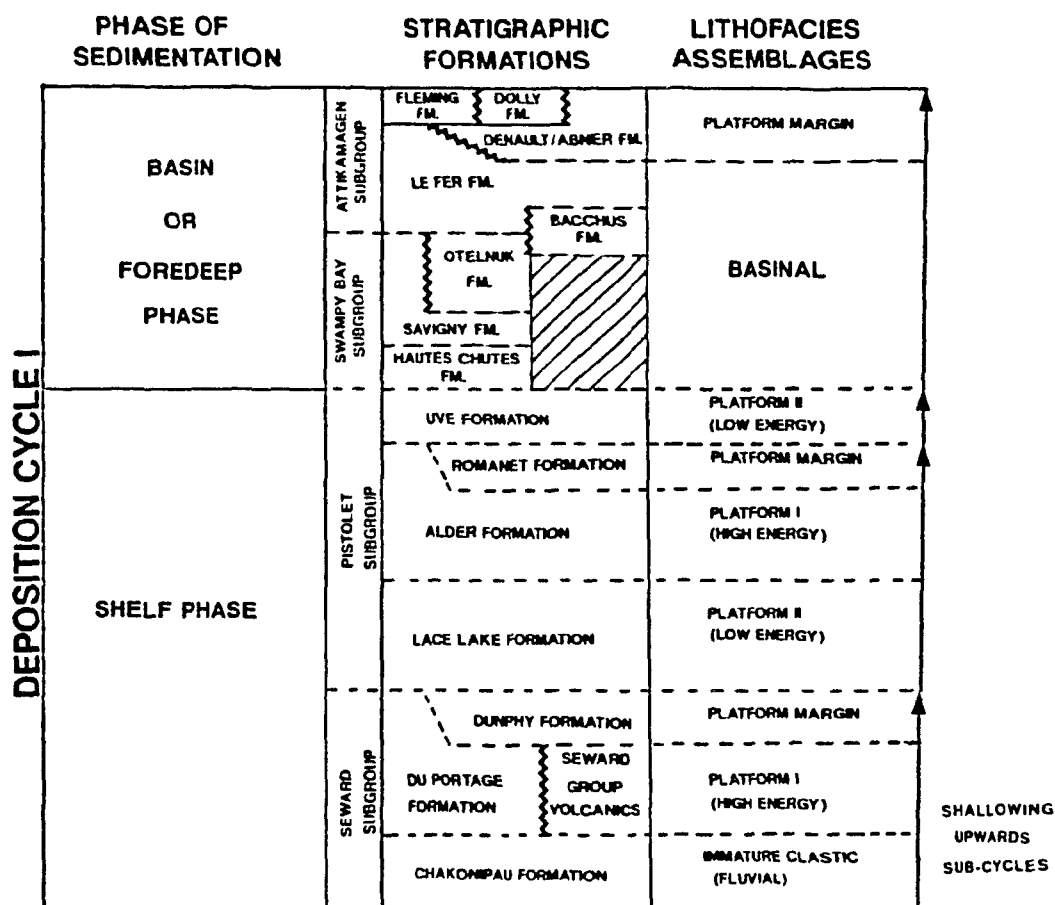 PHASE OF
SEDIMENTATION
STRATIGRAPHIC
FORMATIONS
LITHOFACIES
ASSEMBLAGES
DEPOSITION CYCLE I
BASIN
OR
FOREDEEP
PHASE
SHELF PHASE
ATTIKAMAGEN
SUBGROUP
SWAMPY BAY
SUBGROUP
PISTOLET
SUBGROUP
SEWARD
SUBGROUP
FLEMING
FM.
DOLLY
FM.
DENAULT/ABNER FM.
LE FER FM.
BACCHUS
FM.
OTELNUK
FM.
SAVIGNY FM.
HAUTES CHUTES
FM.
UVE FORMATION
ROMANET FORMATION
ALDER FORMATION
LACE LAKE FORMATION
DUNPHY FORMATION
DU PORTAGE
FORMATION
SEWARD
GROUP
VOLCANICS
CHAKONIPAU FORMATION
PLATFORM MARGIN
BASINAL
PLATFORM II
(LOW ENERGY)
PLATFORM MARGIN
PLATFORM I
(HIGH ENERGY)
PLATFORM II
(LOW ENERGY)
PLATFORM MARGIN
PLATFORM I
(HIGH ENERGY)
IMMATURE CLASTIC
(FLUVIAL)
SHALLOWING
UPWARDS
SUB-CYCLES